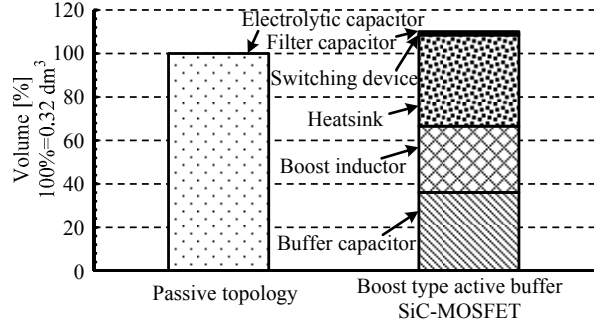 Volume [%]
100%=0.32 dm³
120
100
80
60
40
20
0
Electrolytic capacitor
Filter capacitor
Switching device
Heatsink
Boost inductor
Buffer capacitor
Passive topology
Boost type active buffer
SiC-MOSFET